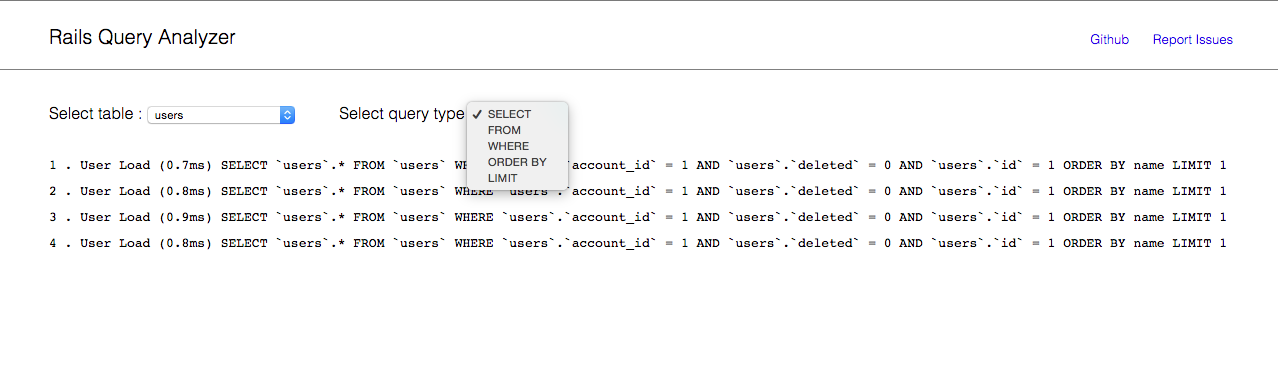 Rails Query Analyzer
Github Report Issues
Select table : users Select query type
✓ SELECT
FROM
WHERE
ORDER BY
LIMIT
1 . User Load (0.7ms) SELECT `users`.* FROM `users` `account_id` = 1 AND `users`.`deleted` = 0 AND `users`.`id` = 1 ORDER BY name LIMIT 1
2 . User Load (0.8ms) SELECT `users`.* FROM `users` WHERE `users`.`account_id` = 1 AND `users`.`deleted` = 0 AND `users`.`id` = 1 ORDER BY name LIMIT 1
3 . User Load (0.9ms) SELECT `users`.* FROM `users` WHERE `users`.`account_id` = 1 AND `users`.`deleted` = 0 AND `users`.`id` = 1 ORDER BY name LIMIT 1
4 . User Load (0.8ms) SELECT `users`.* FROM `users` WHERE `users`.`account_id` = 1 AND `users`.`deleted` = 0 AND `users`.`id` = 1 ORDER BY name LIMIT 1